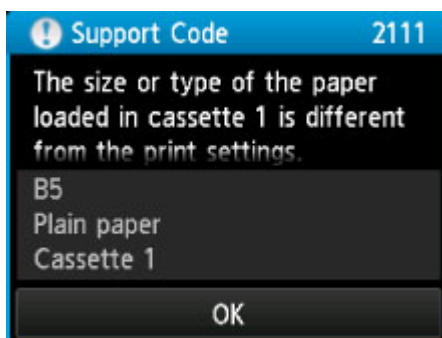 Support Code 2111
The size or type of the paper
loaded in cassette 1 is different
from the print settings.
B5
Plain paper
Cassette 1
OK